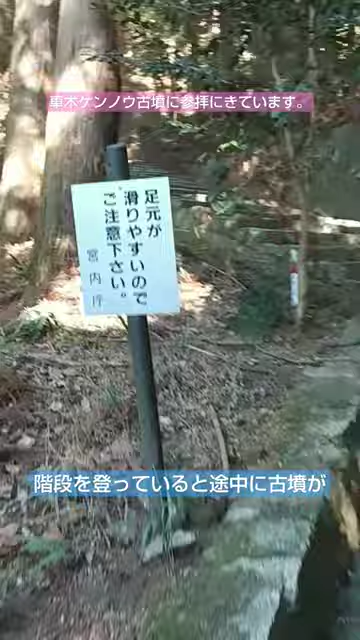 車木ケンノウ古墳に参拝にきています。
足元が
滑りやすいので
ご注意下さい。
宮内庁
階段を登っていると途中に古墳が